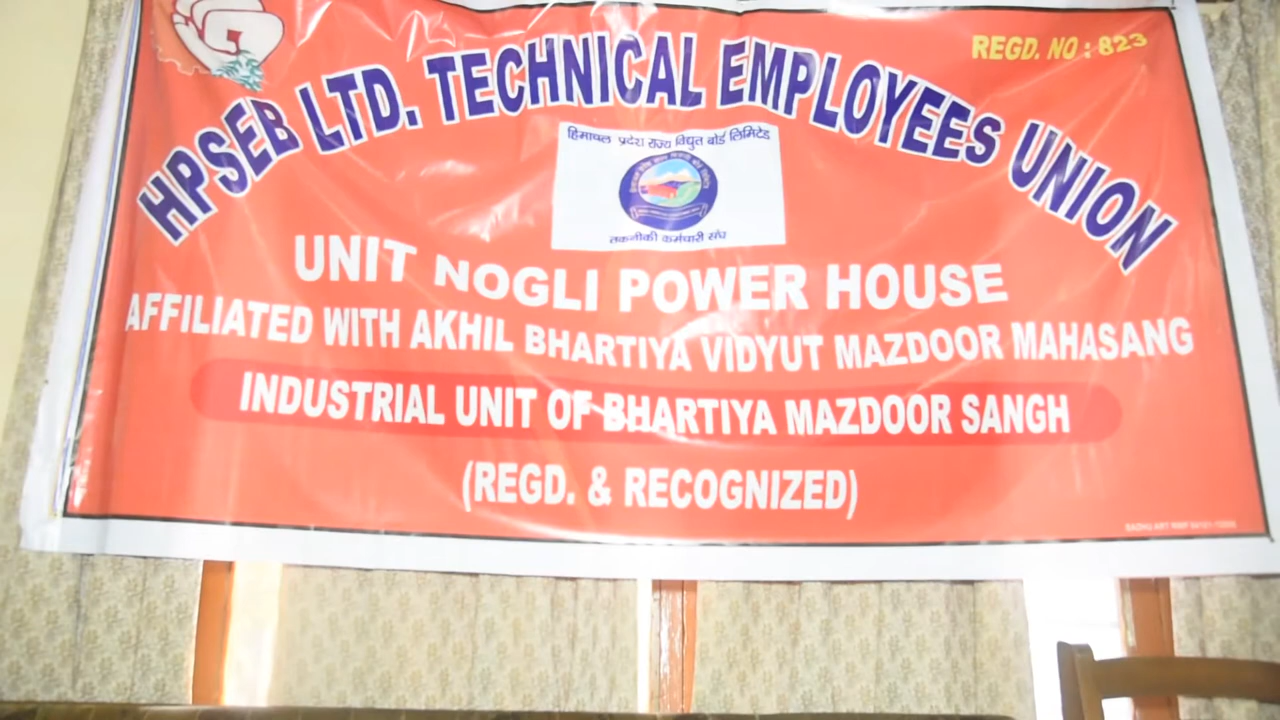 REGD. NO : 823
HPSEB LTD. TECHNICAL EMPLOYEES UNION
हिमाचल प्रदेश राज्य विद्युत बोर्ड लिमिटेड
तकनीकी कर्मचारी संघ
UNIT NOGLI POWER HOUSE
AFFILIATED WITH AKHIL BHARTIYA VIDYUT MAZDOOR MAHASANG
INDUSTRIAL UNIT OF BHARTIYA MAZDOOR SANGH
(REGD. & RECOGNIZED)